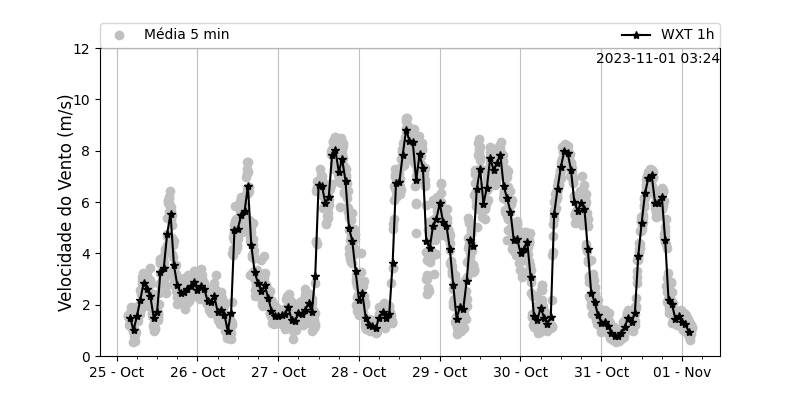 Média 5 min
WXT 1h
2023-11-01 03:24
Velocidade do Vento (m/s)
12
10
8
6
4
2
0
25 - Oct
26 - Oct
27 - Oct
28 - Oct
29 - Oct
30 - Oct
31 - Oct
01 - Nov